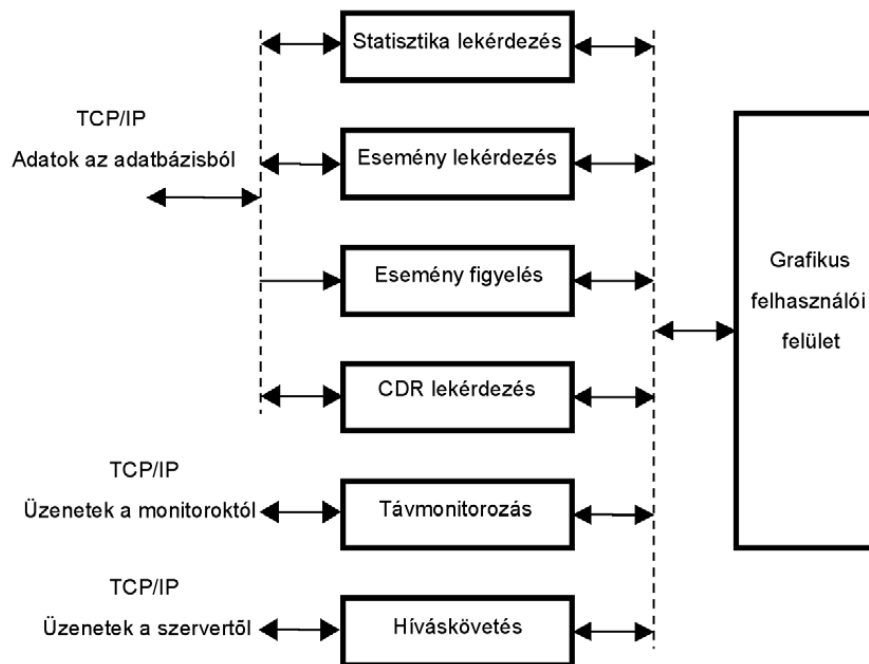 Statisztika lekérdezés
TCP/IP
Adatok az adatbázisból
Esemény lekérdezés
Esemény figyelés
Grafikus
felhasználói
felület
CDR lekérdezés
TCP/IP
Üzenetek a monitoroktól
Távmonitorozás
TCP/IP
Üzenetek a szervertõl
Híváskövetés